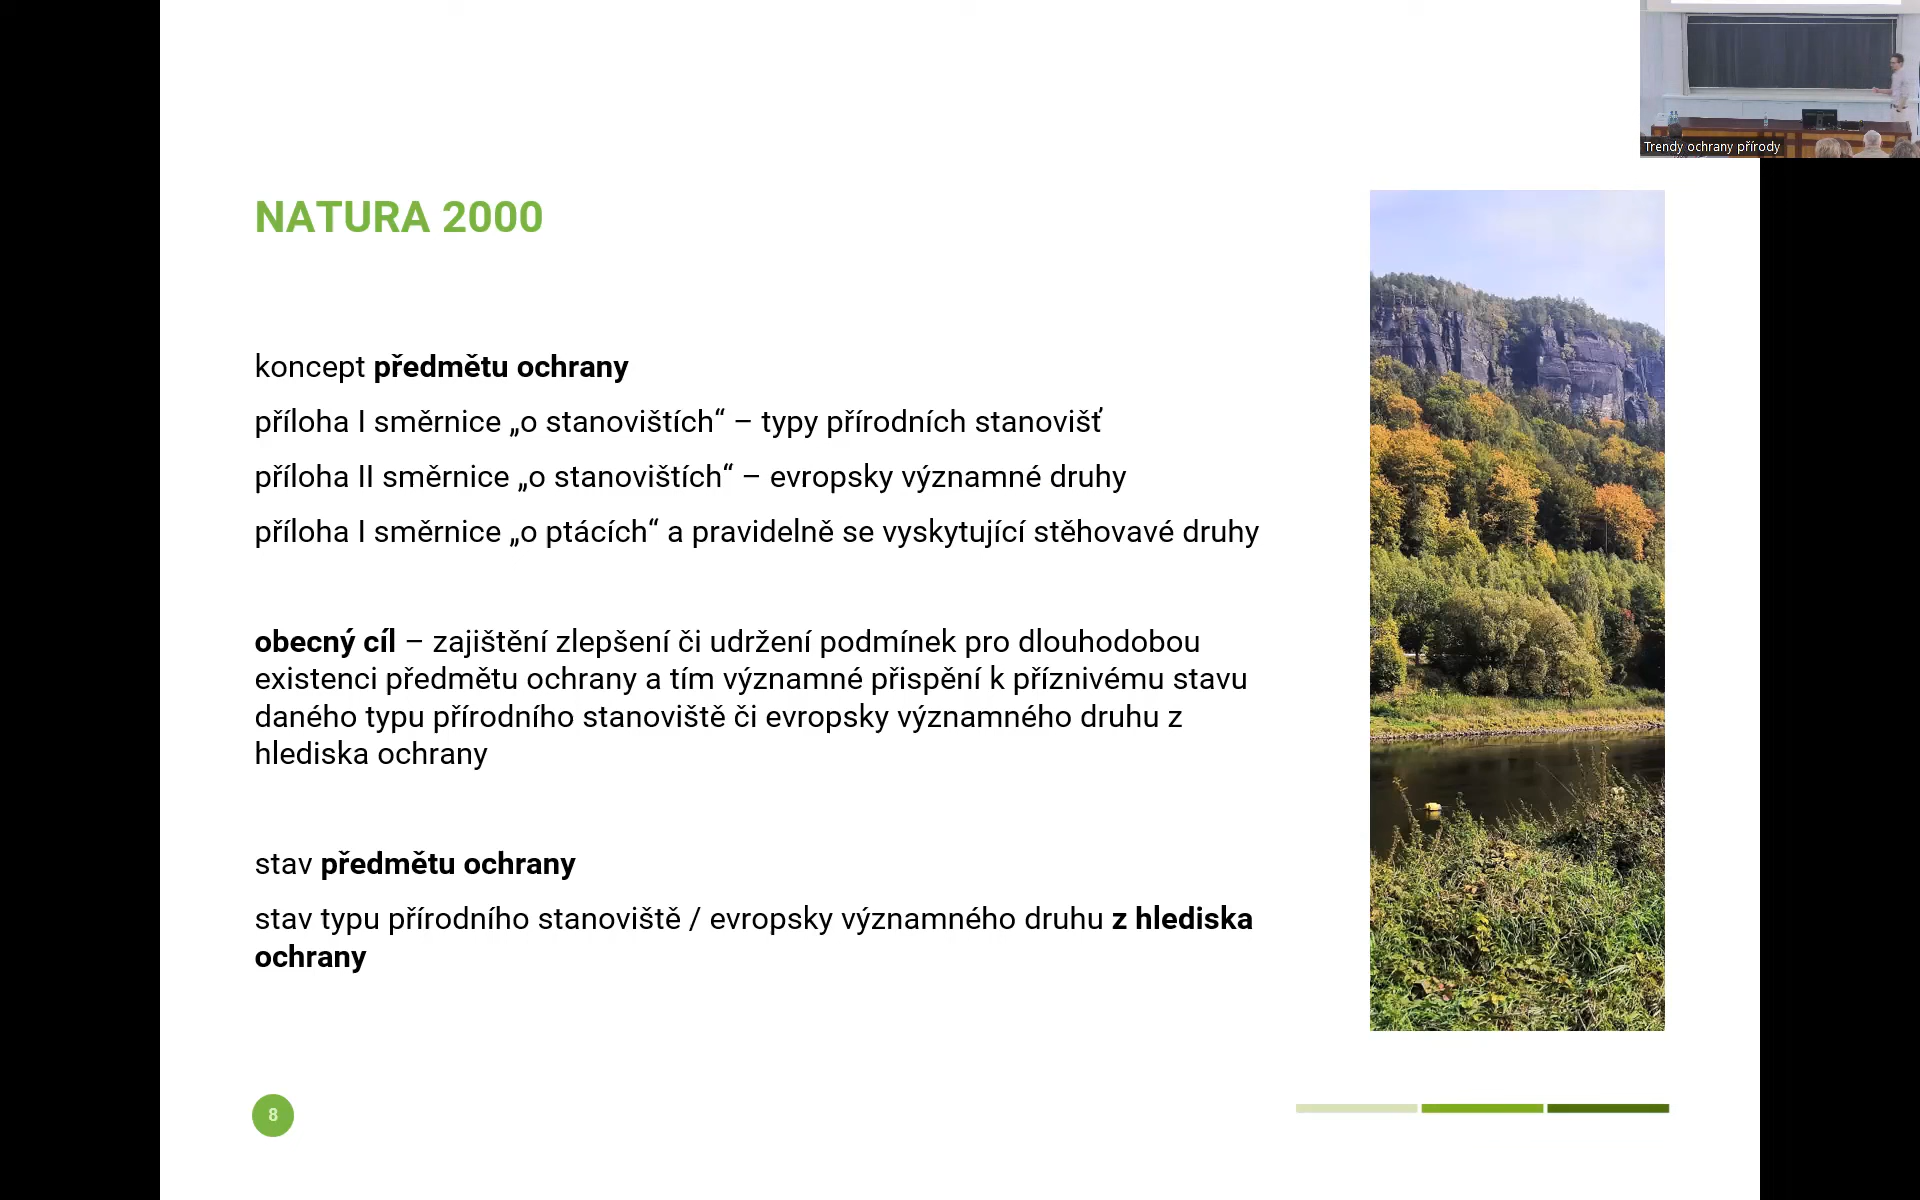 Trendy ochrany přírody
NATURA 2000
koncept předmětu ochrany
příloha I směrnice „o stanovištích“ – typy přírodních stanovišť
příloha II směrnice „o stanovištích“ – evropsky významné druhy
příloha I směrnice „o ptácích“ a pravidelně se vyskytující stěhovavé druhy
obecný cíl – zajištění zlepšení či udržení podmínek pro dlouhodobou
existenci předmětu ochrany a tím významné přispění k příznivému stavu
daného typu přírodního stanoviště či evropsky významného druhu z
hlediska ochrany
stav předmětu ochrany
stav typu přírodního stanoviště / evropsky významného druhu z hlediska
ochrany
8